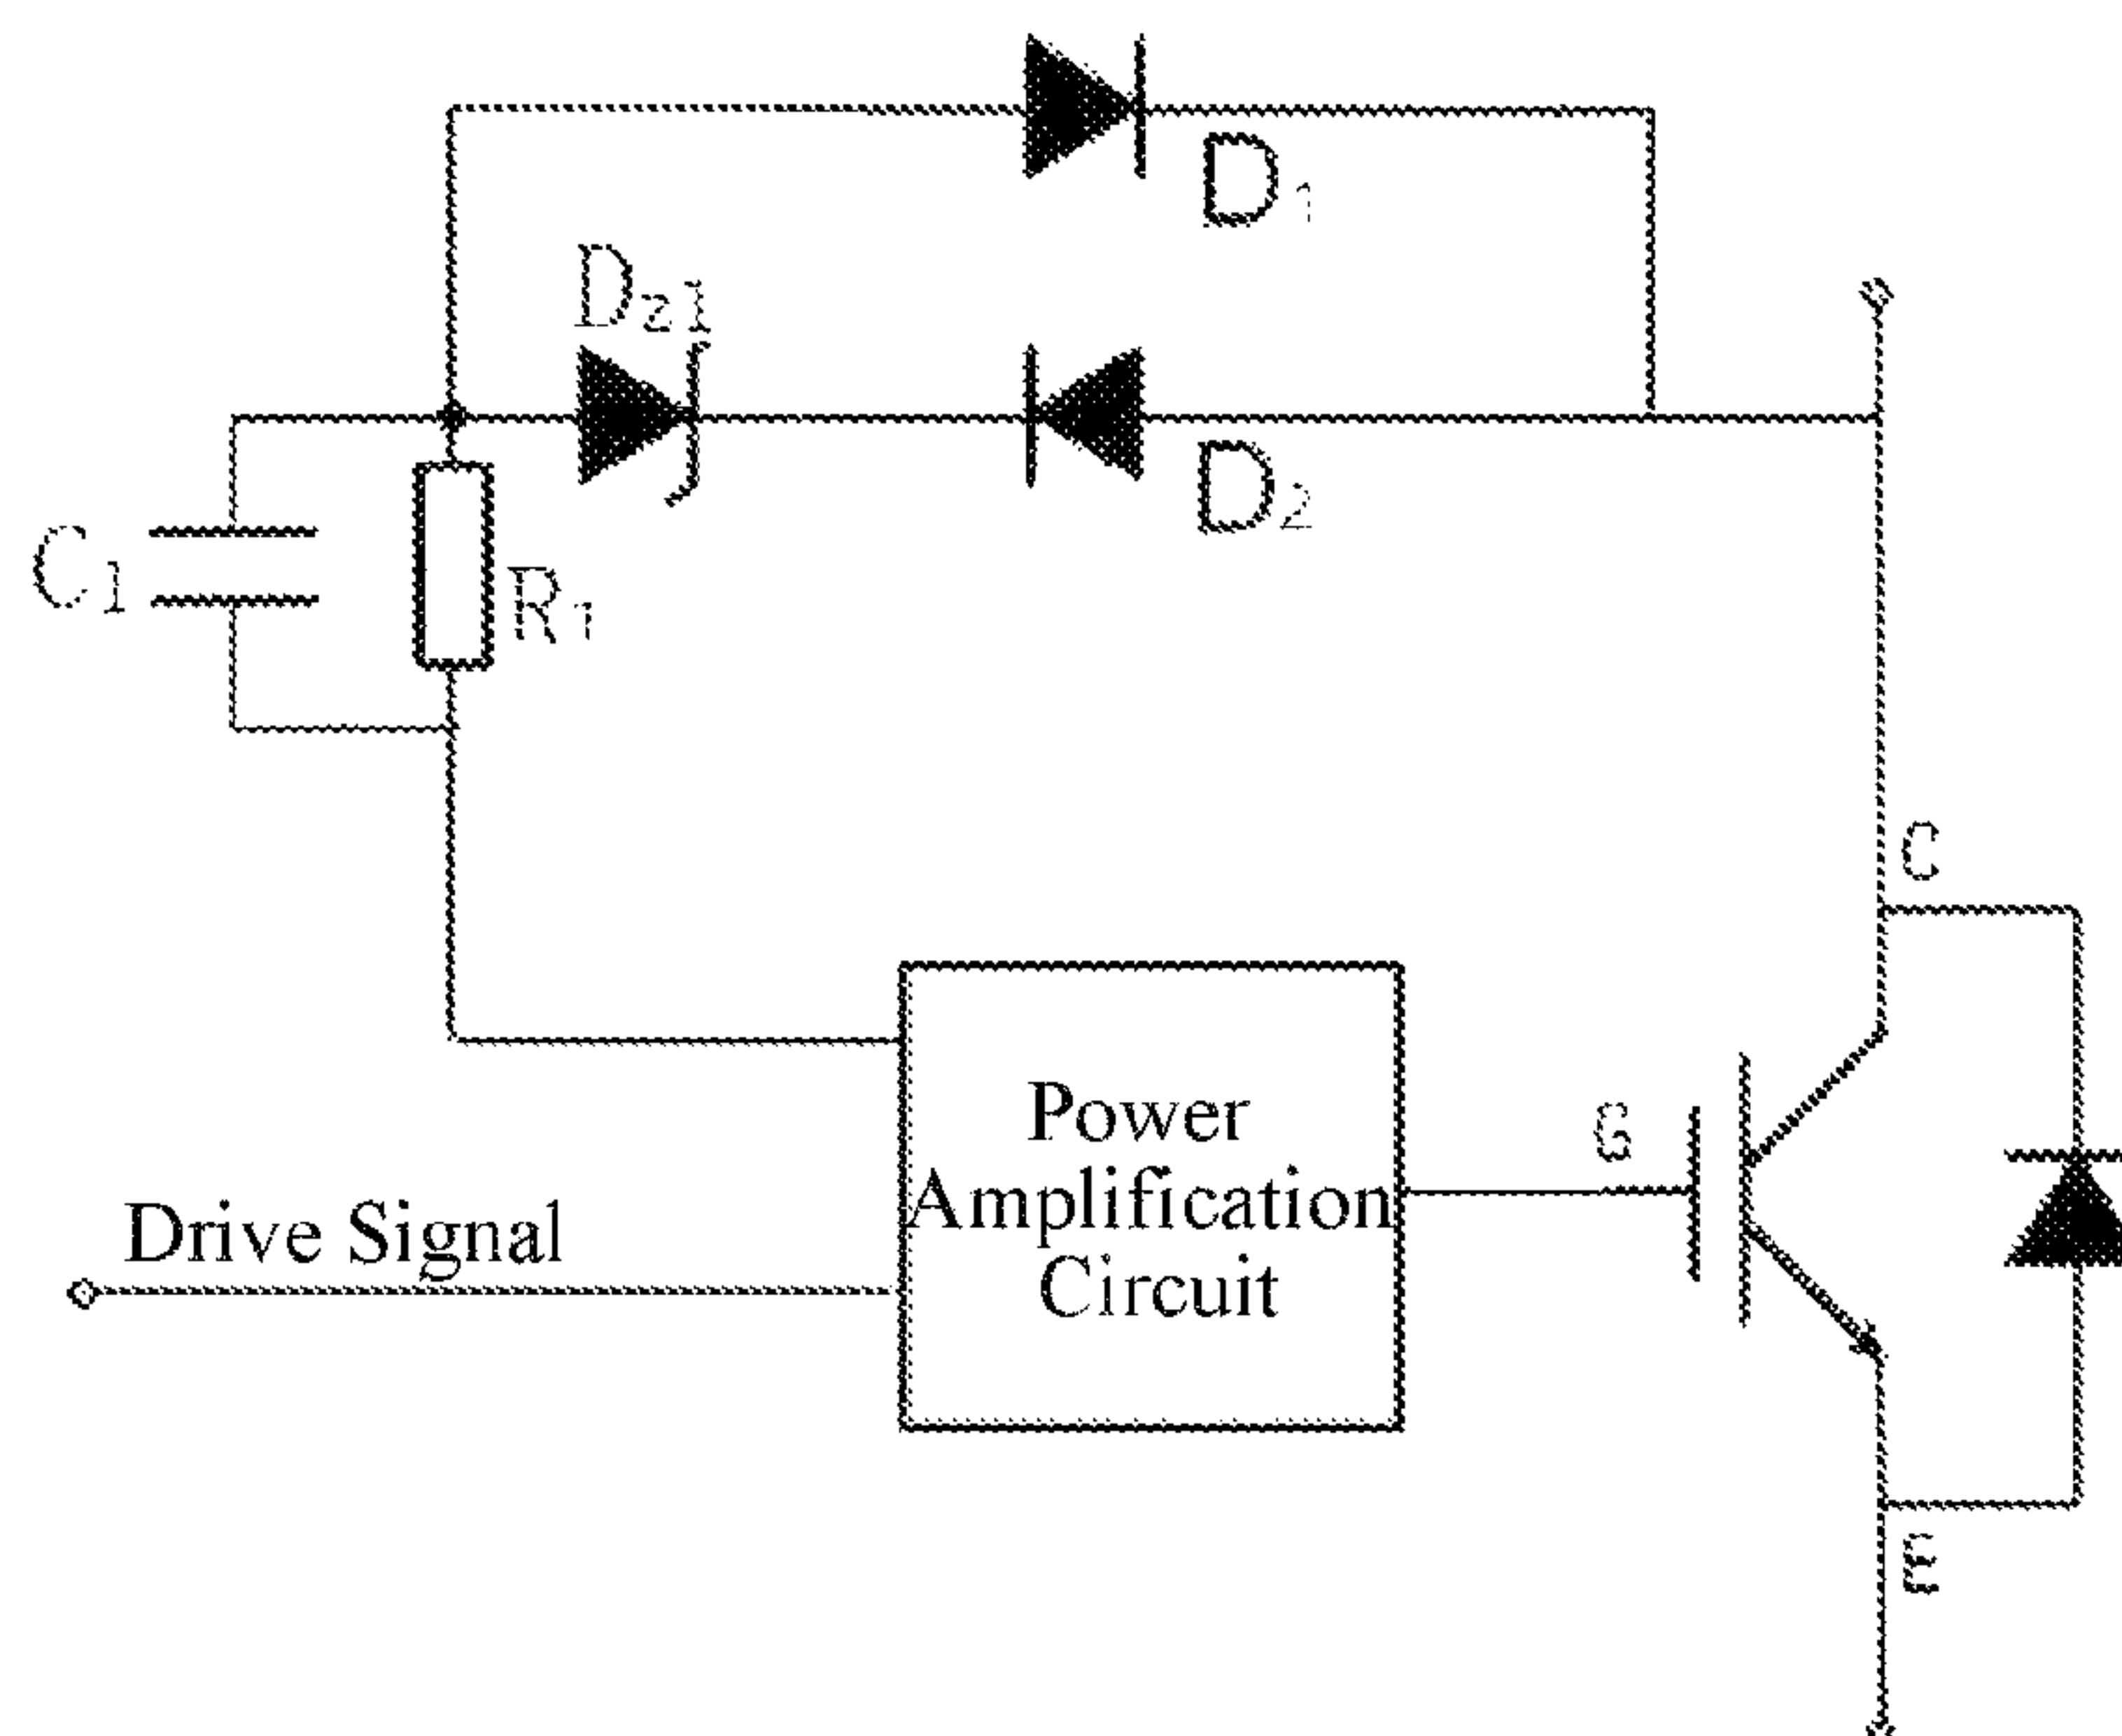 D1
Dz1
D2
C1
R1
C
Power
Amplification
Circuit
G
Drive Signal
E